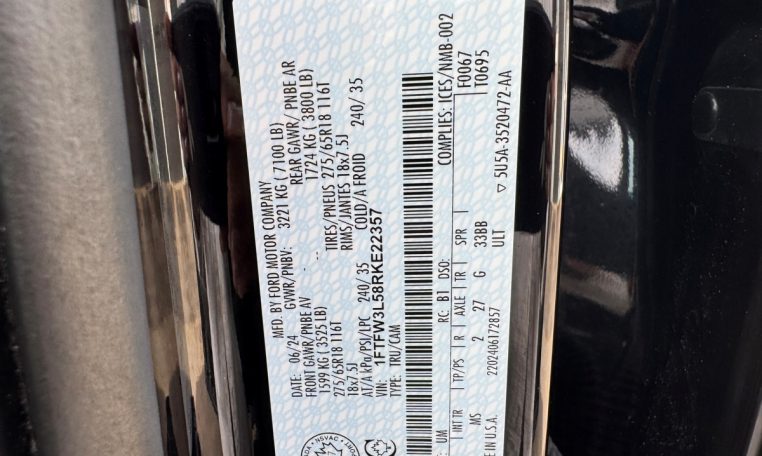 MFD. BY FORD MOTOR COMPANY
DATE: 06/24 GVWR/PNBV: 3221 KG ( 7100 LB)
FRONT GAWR/ PNBE AV REAR GAWR/ PNBE AR
1599 KG ( 3525 LB) 1724 KG ( 3800 LB)
275/65R18 116T TIRES/PNEUS 275/65R18 116T
18x7.5J RIMS/JANTES 18x7.5J
AT/A kPa/PSI/LPC 240/ 35 COLD/A FROID 240/ 35
VIN: 1FTFW3L58RKE22357
TYPE: TRU/CAM
COMPLIES: ICES/NMB-002
UM RC: B1 DSO: F0067
T0695
INT TR TP/PS R AXLE TR SPR
MS 2 27 G 33BB
ULT
E IN U.S.A. 2202406172857 ▽ 5U5A-3520472-AA
NSVAC